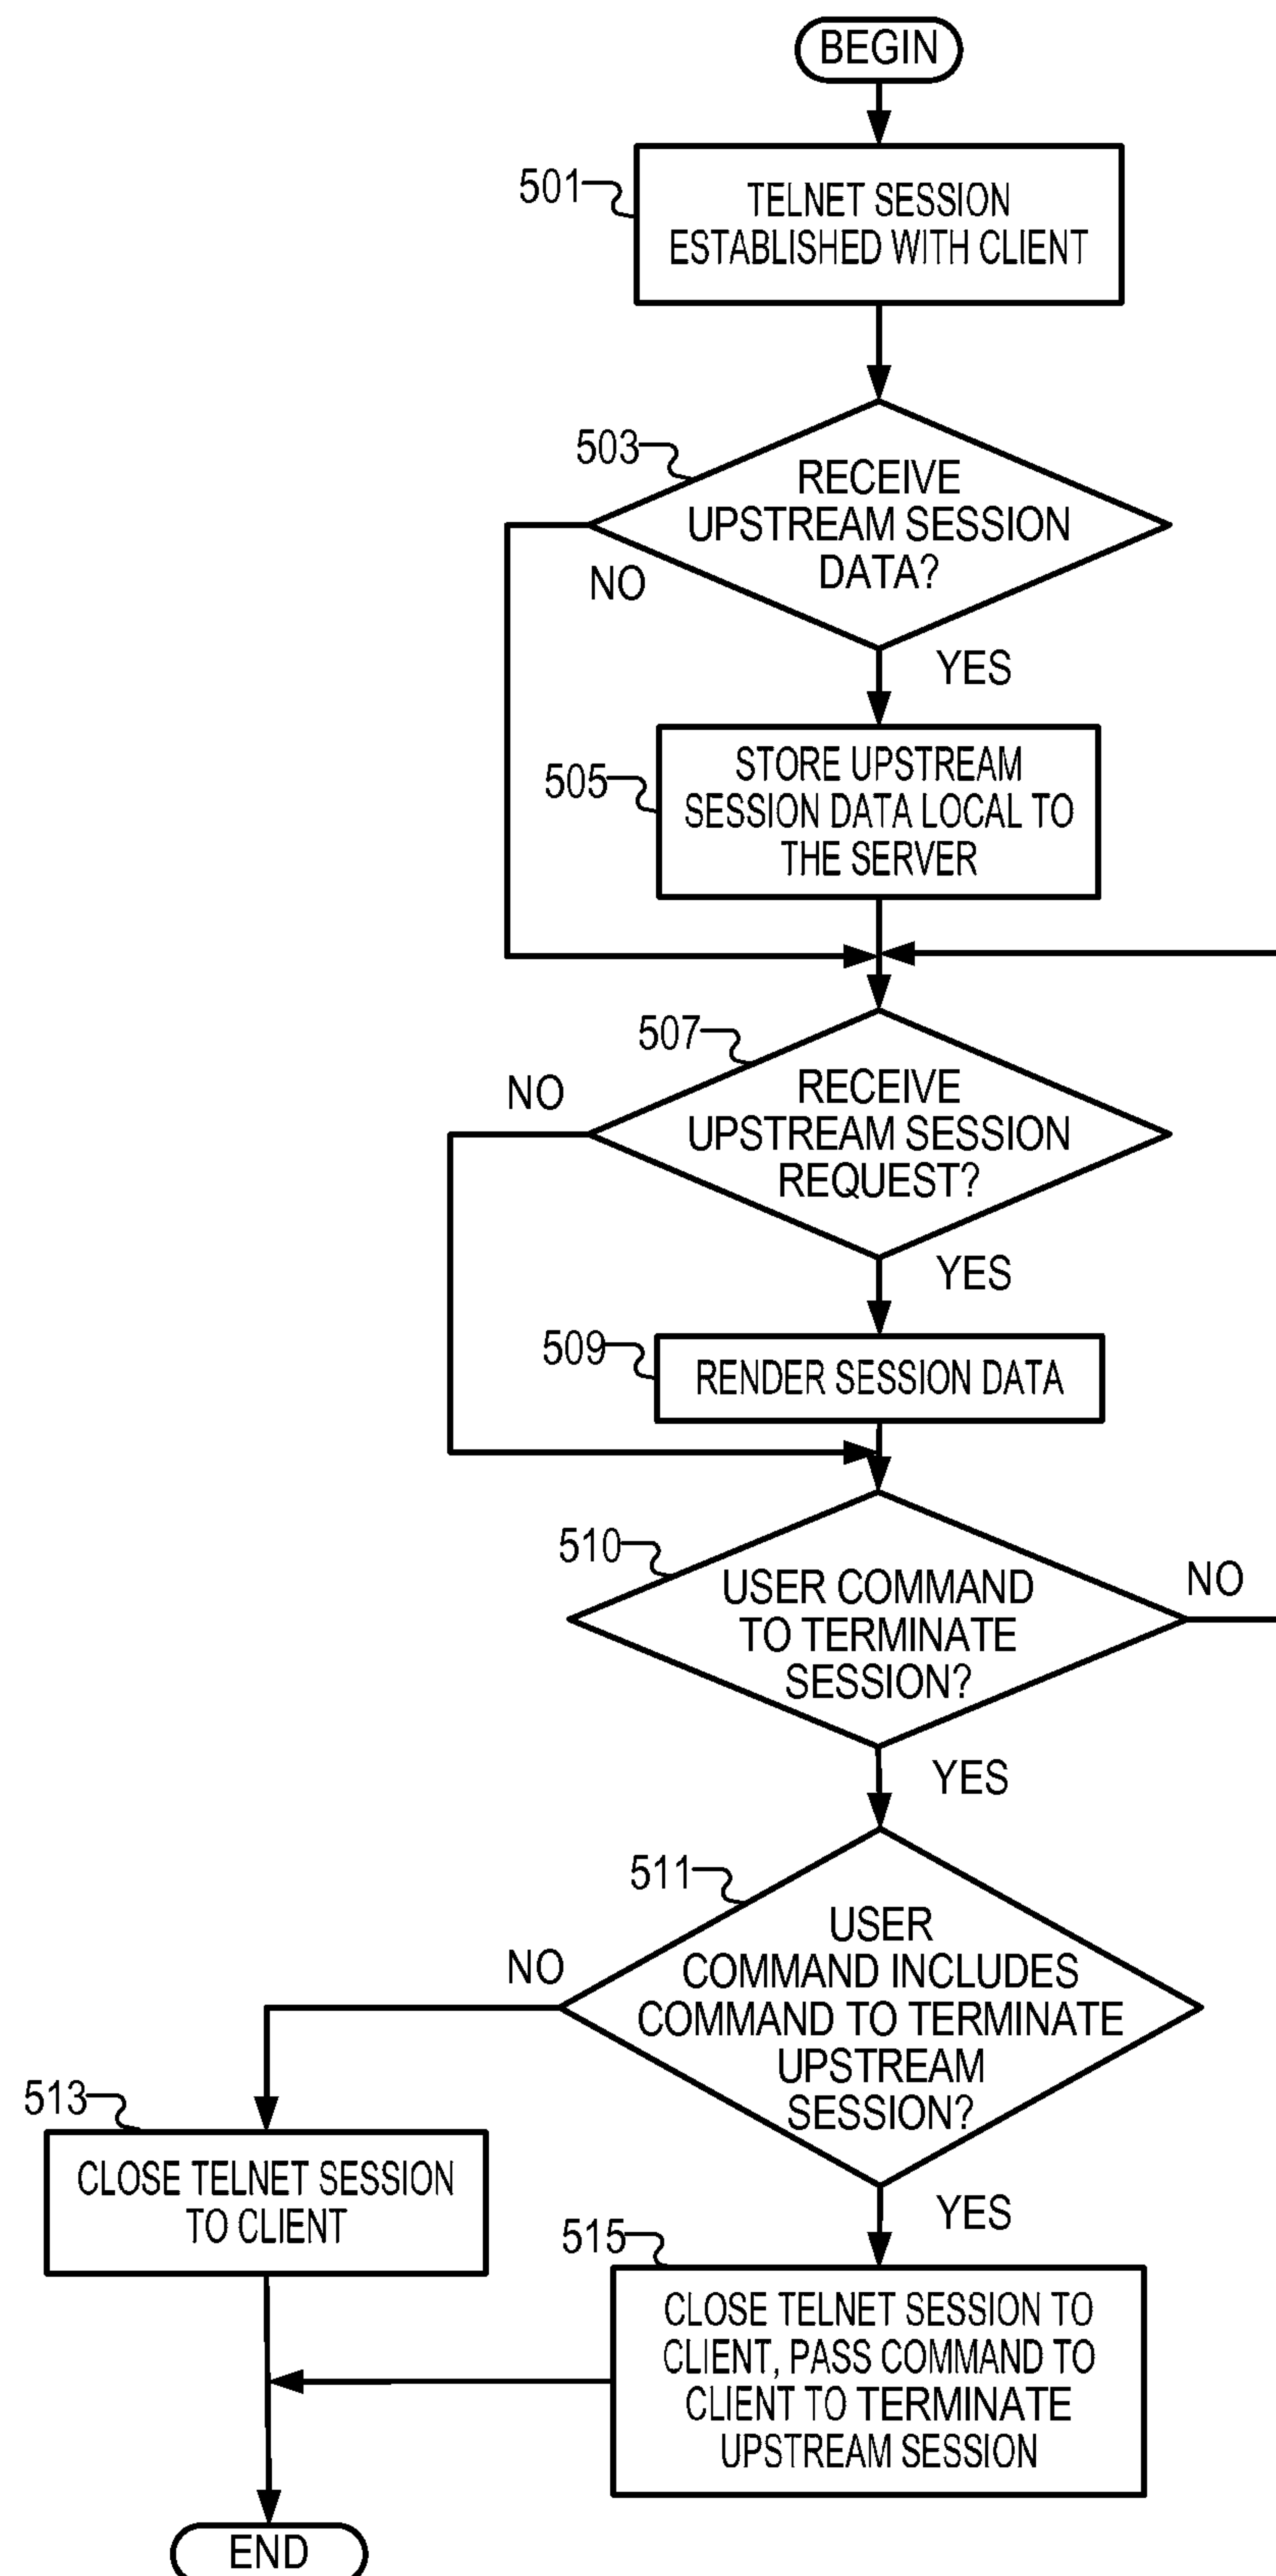 BEGIN
501
TELNET SESSION
ESTABLISHED WITH CLIENT
503
RECEIVE
UPSTREAM SESSION
DATA?
NO
YES
505
STORE UPSTREAM
SESSION DATA LOCAL TO
THE SERVER
507
NO
RECEIVE
UPSTREAM SESSION
REQUEST?
YES
509
RENDER SESSION DATA
510
USER COMMAND
TO TERMINATE
SESSION?
NO
YES
511
NO
USER
COMMAND INCLUDES
COMMAND TO TERMINATE
UPSTREAM
SESSION?
513
CLOSE TELNET SESSION
TO CLIENT
YES
515
CLOSE TELNET SESSION TO
CLIENT, PASS COMMAND TO
CLIENT TO TERMINATE
UPSTREAM SESSION
END